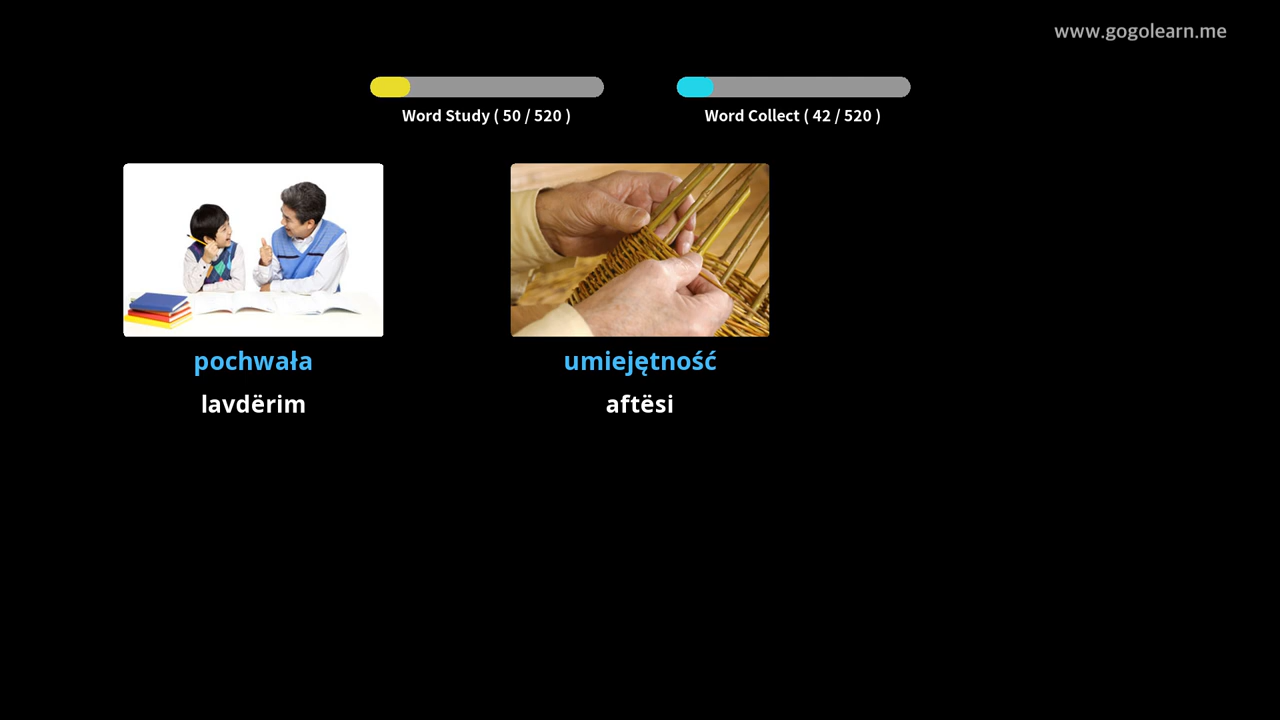 www.gogolearn.me
Word Study ( 50 / 520 )
Word Collect ( 42 / 520 )
pochwała
lavdërim
umiejętność
aftësi